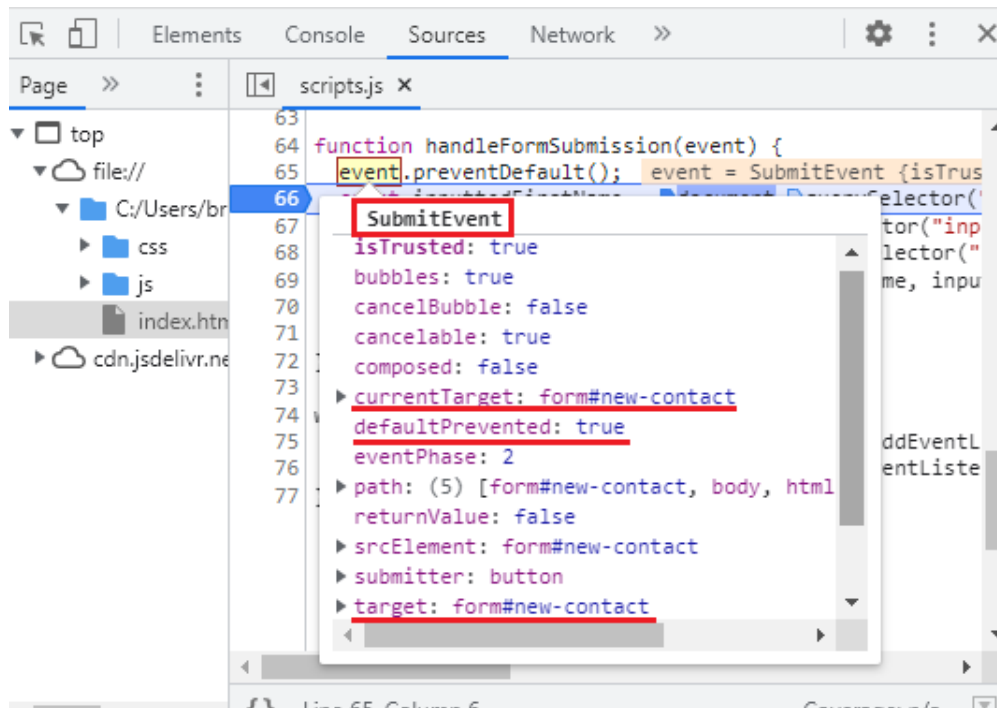 Elements Console Sources Network »
Page » scripts.js ×
top
file://
C:/Users/br
css
js
index.htm
cdn.jsdelivr.ne
63
64 function handleFormSubmission(event) {
65 event.preventDefault(); event = SubmitEvent {isTrus
66 document. querySelector("
67 tor("inp
68 lector("
69 me, inpu
70
71
72
73
74
75 ddEventL
76 entListe
77
SubmitEvent
isTrusted: true
bubbles: true
cancelBubble: false
cancelable: true
composed: false
currentTarget: form#new-contact
defaultPrevented: true
eventPhase: 2
path: (5) [form#new-contact, body, html
returnValue: false
srcElement: form#new-contact
submitter: button
target: form#new-contact